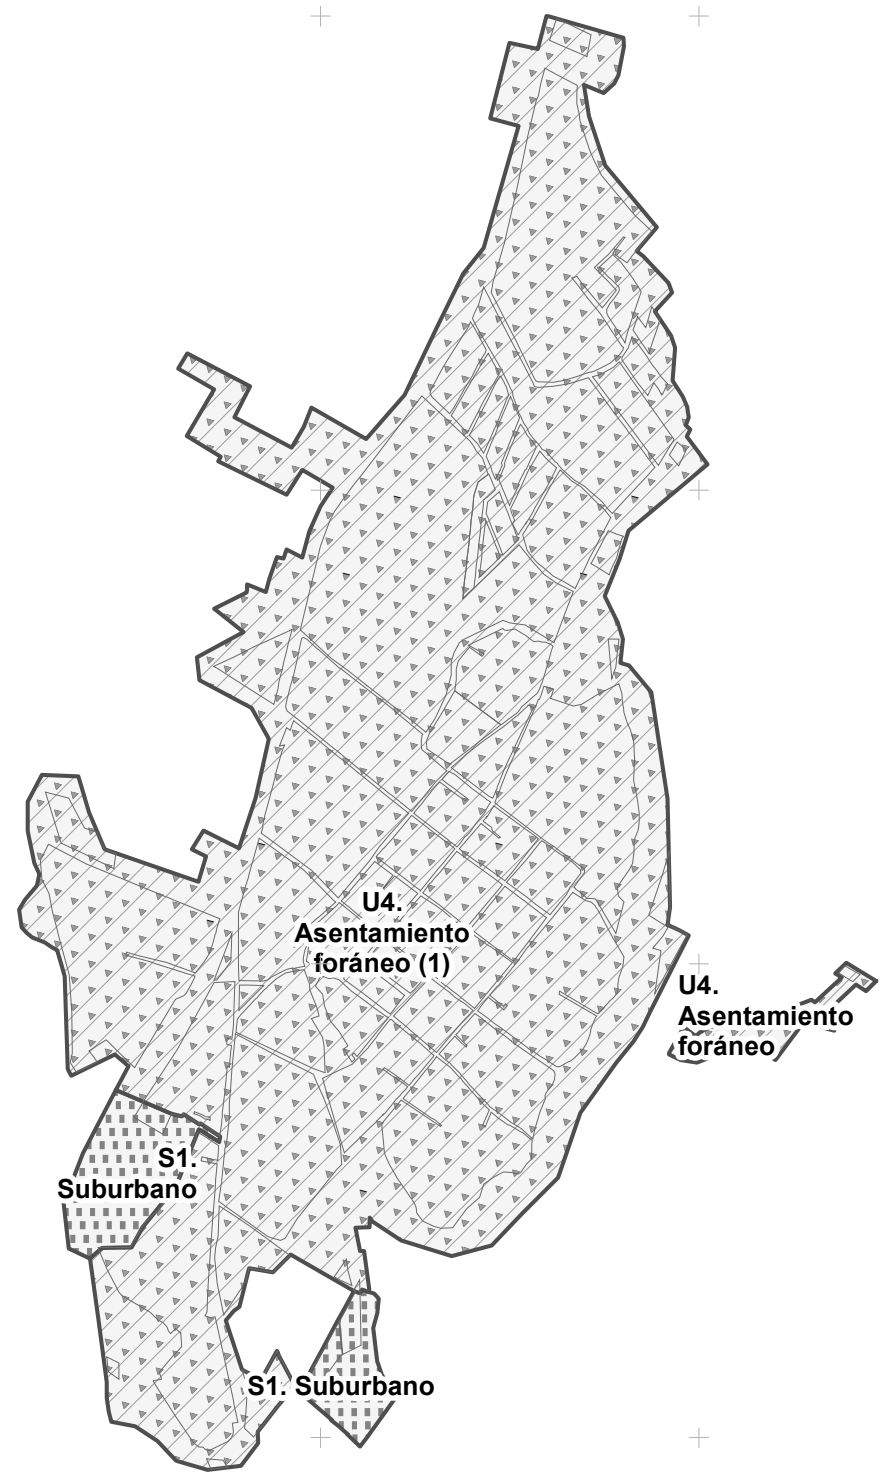 U4.
Asentamiento
foráneo (1)
U4.
Asentamiento
foráneo
S1.
Suburbano
S1. Suburbano